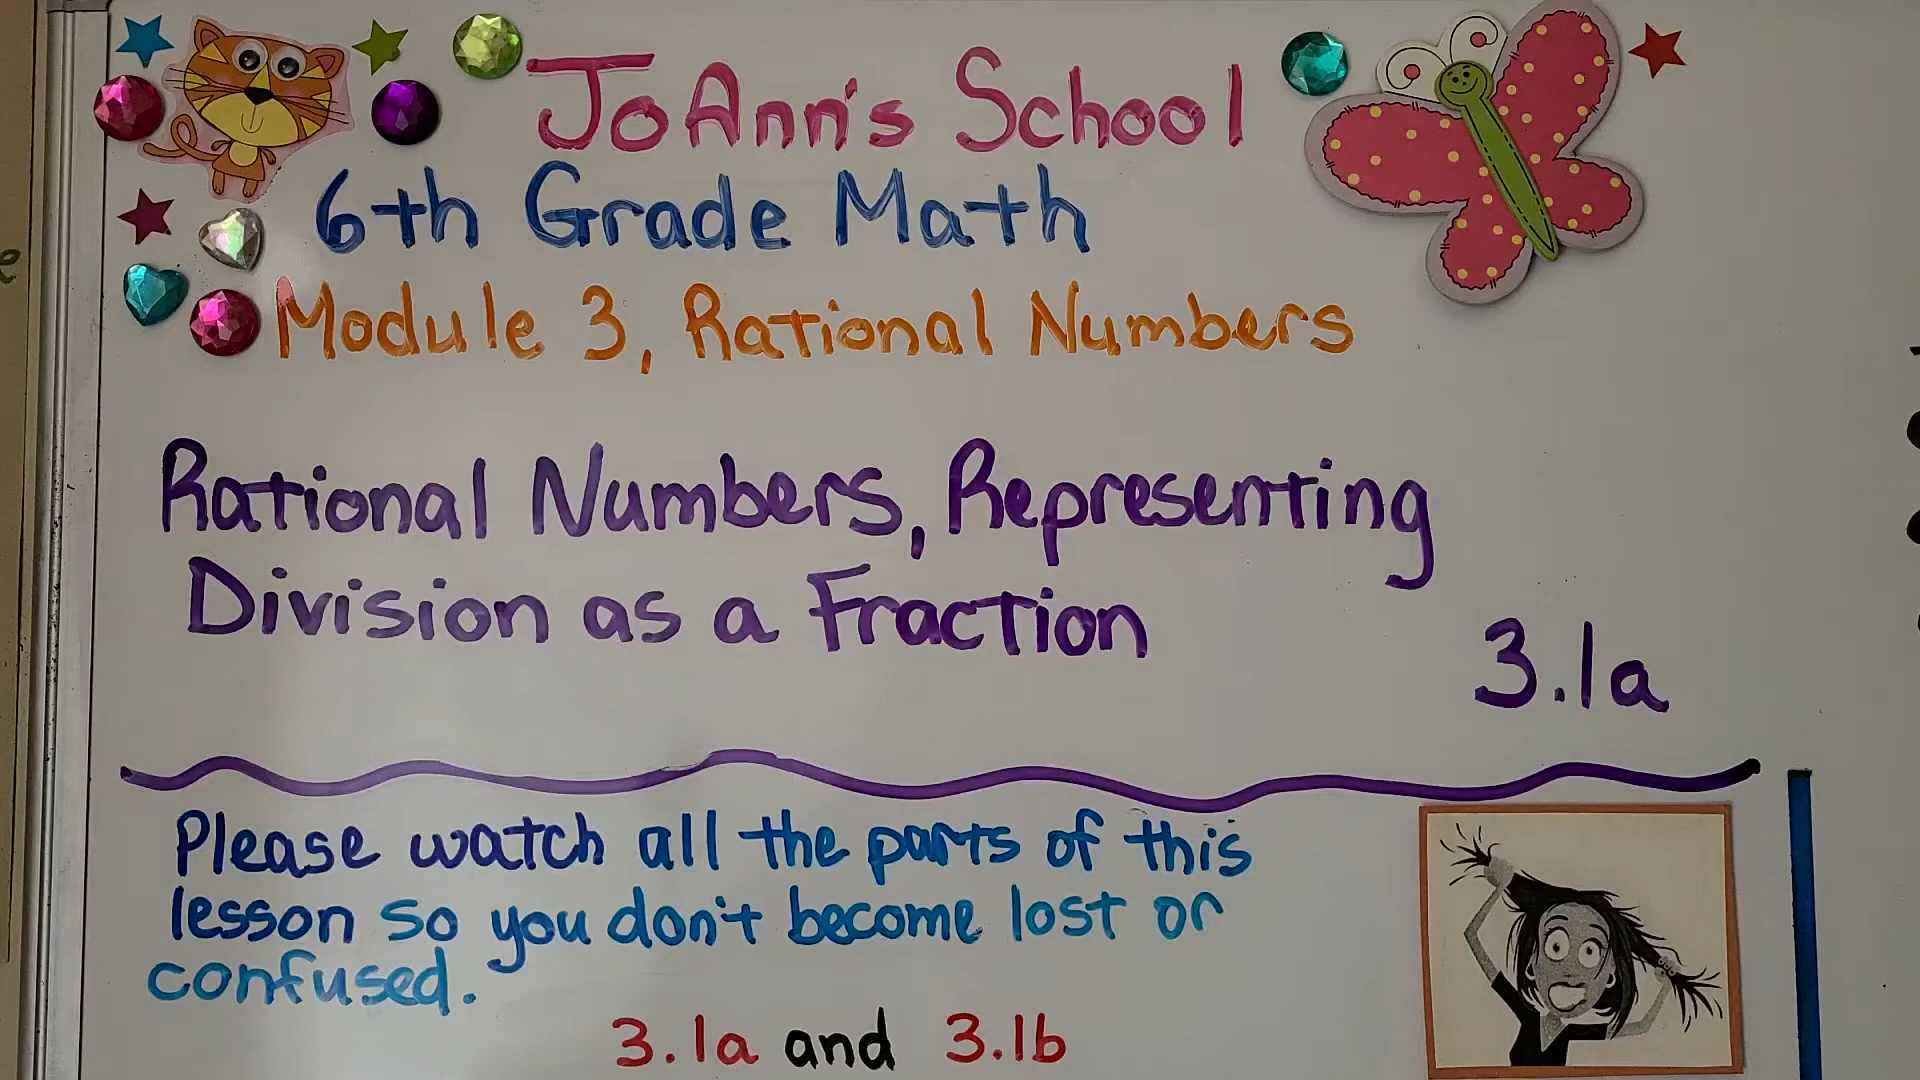 JoAnn's School
6th Grade Math
Module 3, Rational Numbers
Rational Numbers, Representing
Division as a Fraction
3.1a
Please watch all the parts of this
lesson so you don't become lost or
confused.
3.1a and 3.1b